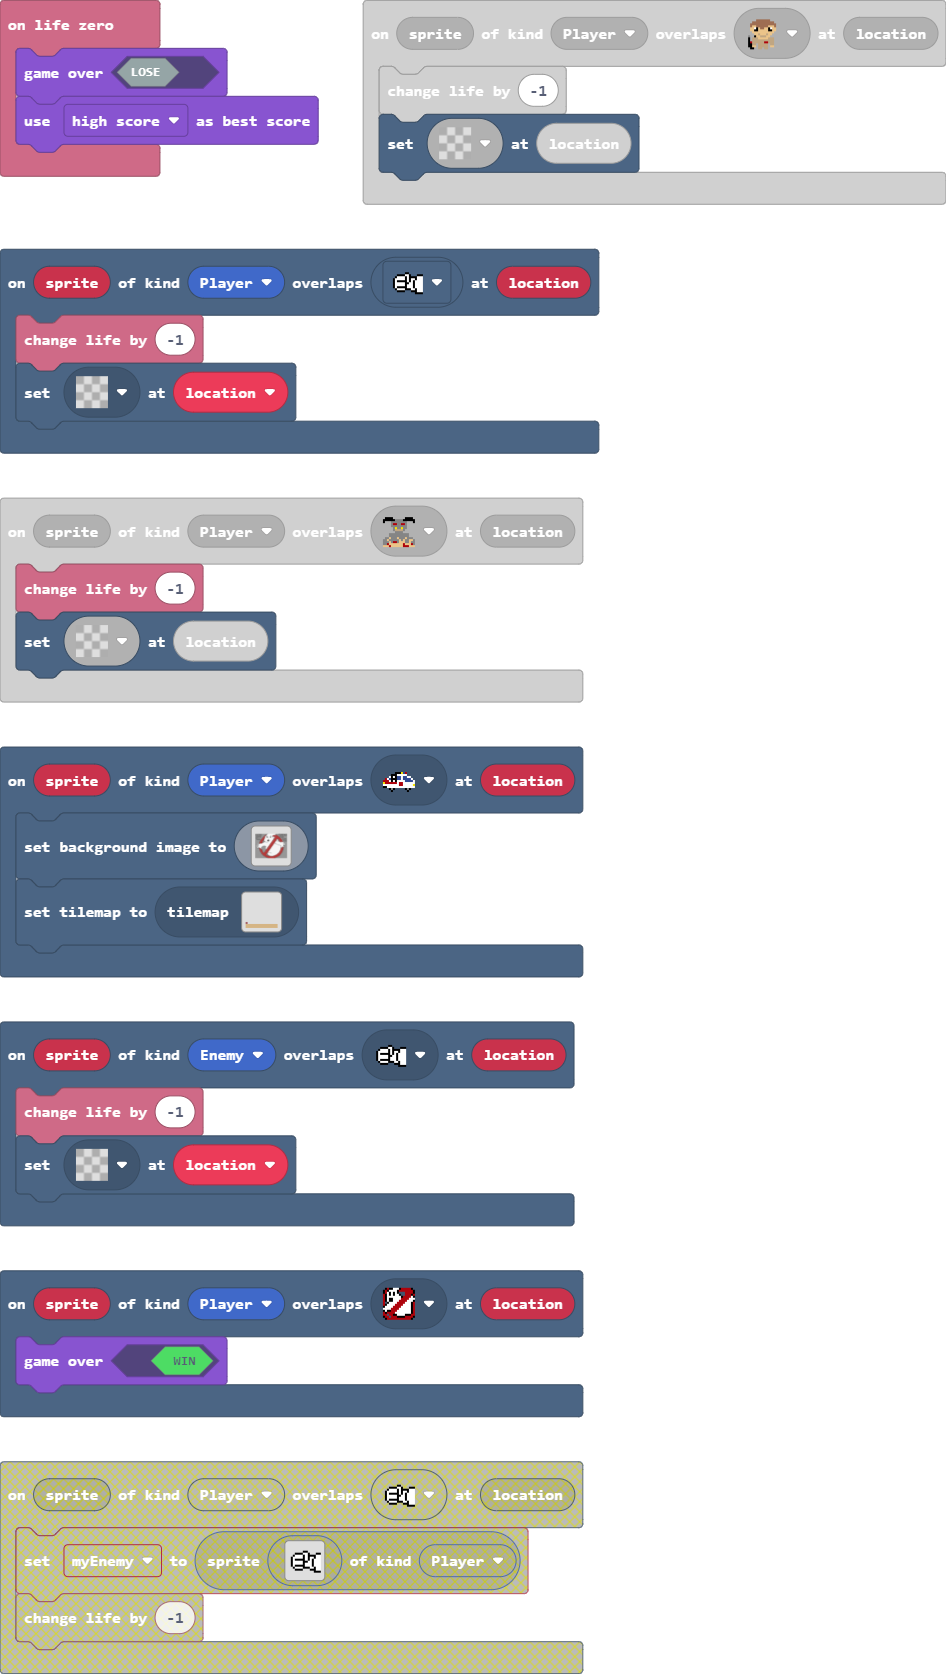 on life zero
game over LOSE
use high score as best score
on sprite of kind Player overlaps at location
change life by -1
set at location
on sprite of kind Player overlaps at location
change life by -1
set at location
on sprite of kind Player overlaps at location
change life by -1
set at location
on sprite of kind Player overlaps at location
set background image to
set tilemap to tilemap
on sprite of kind Enemy overlaps at location
change life by -1
set at location
on sprite of kind Player overlaps at location
game over WIN
on sprite of kind Player overlaps at location
set myEnemy to sprite of kind Player
change life by -1